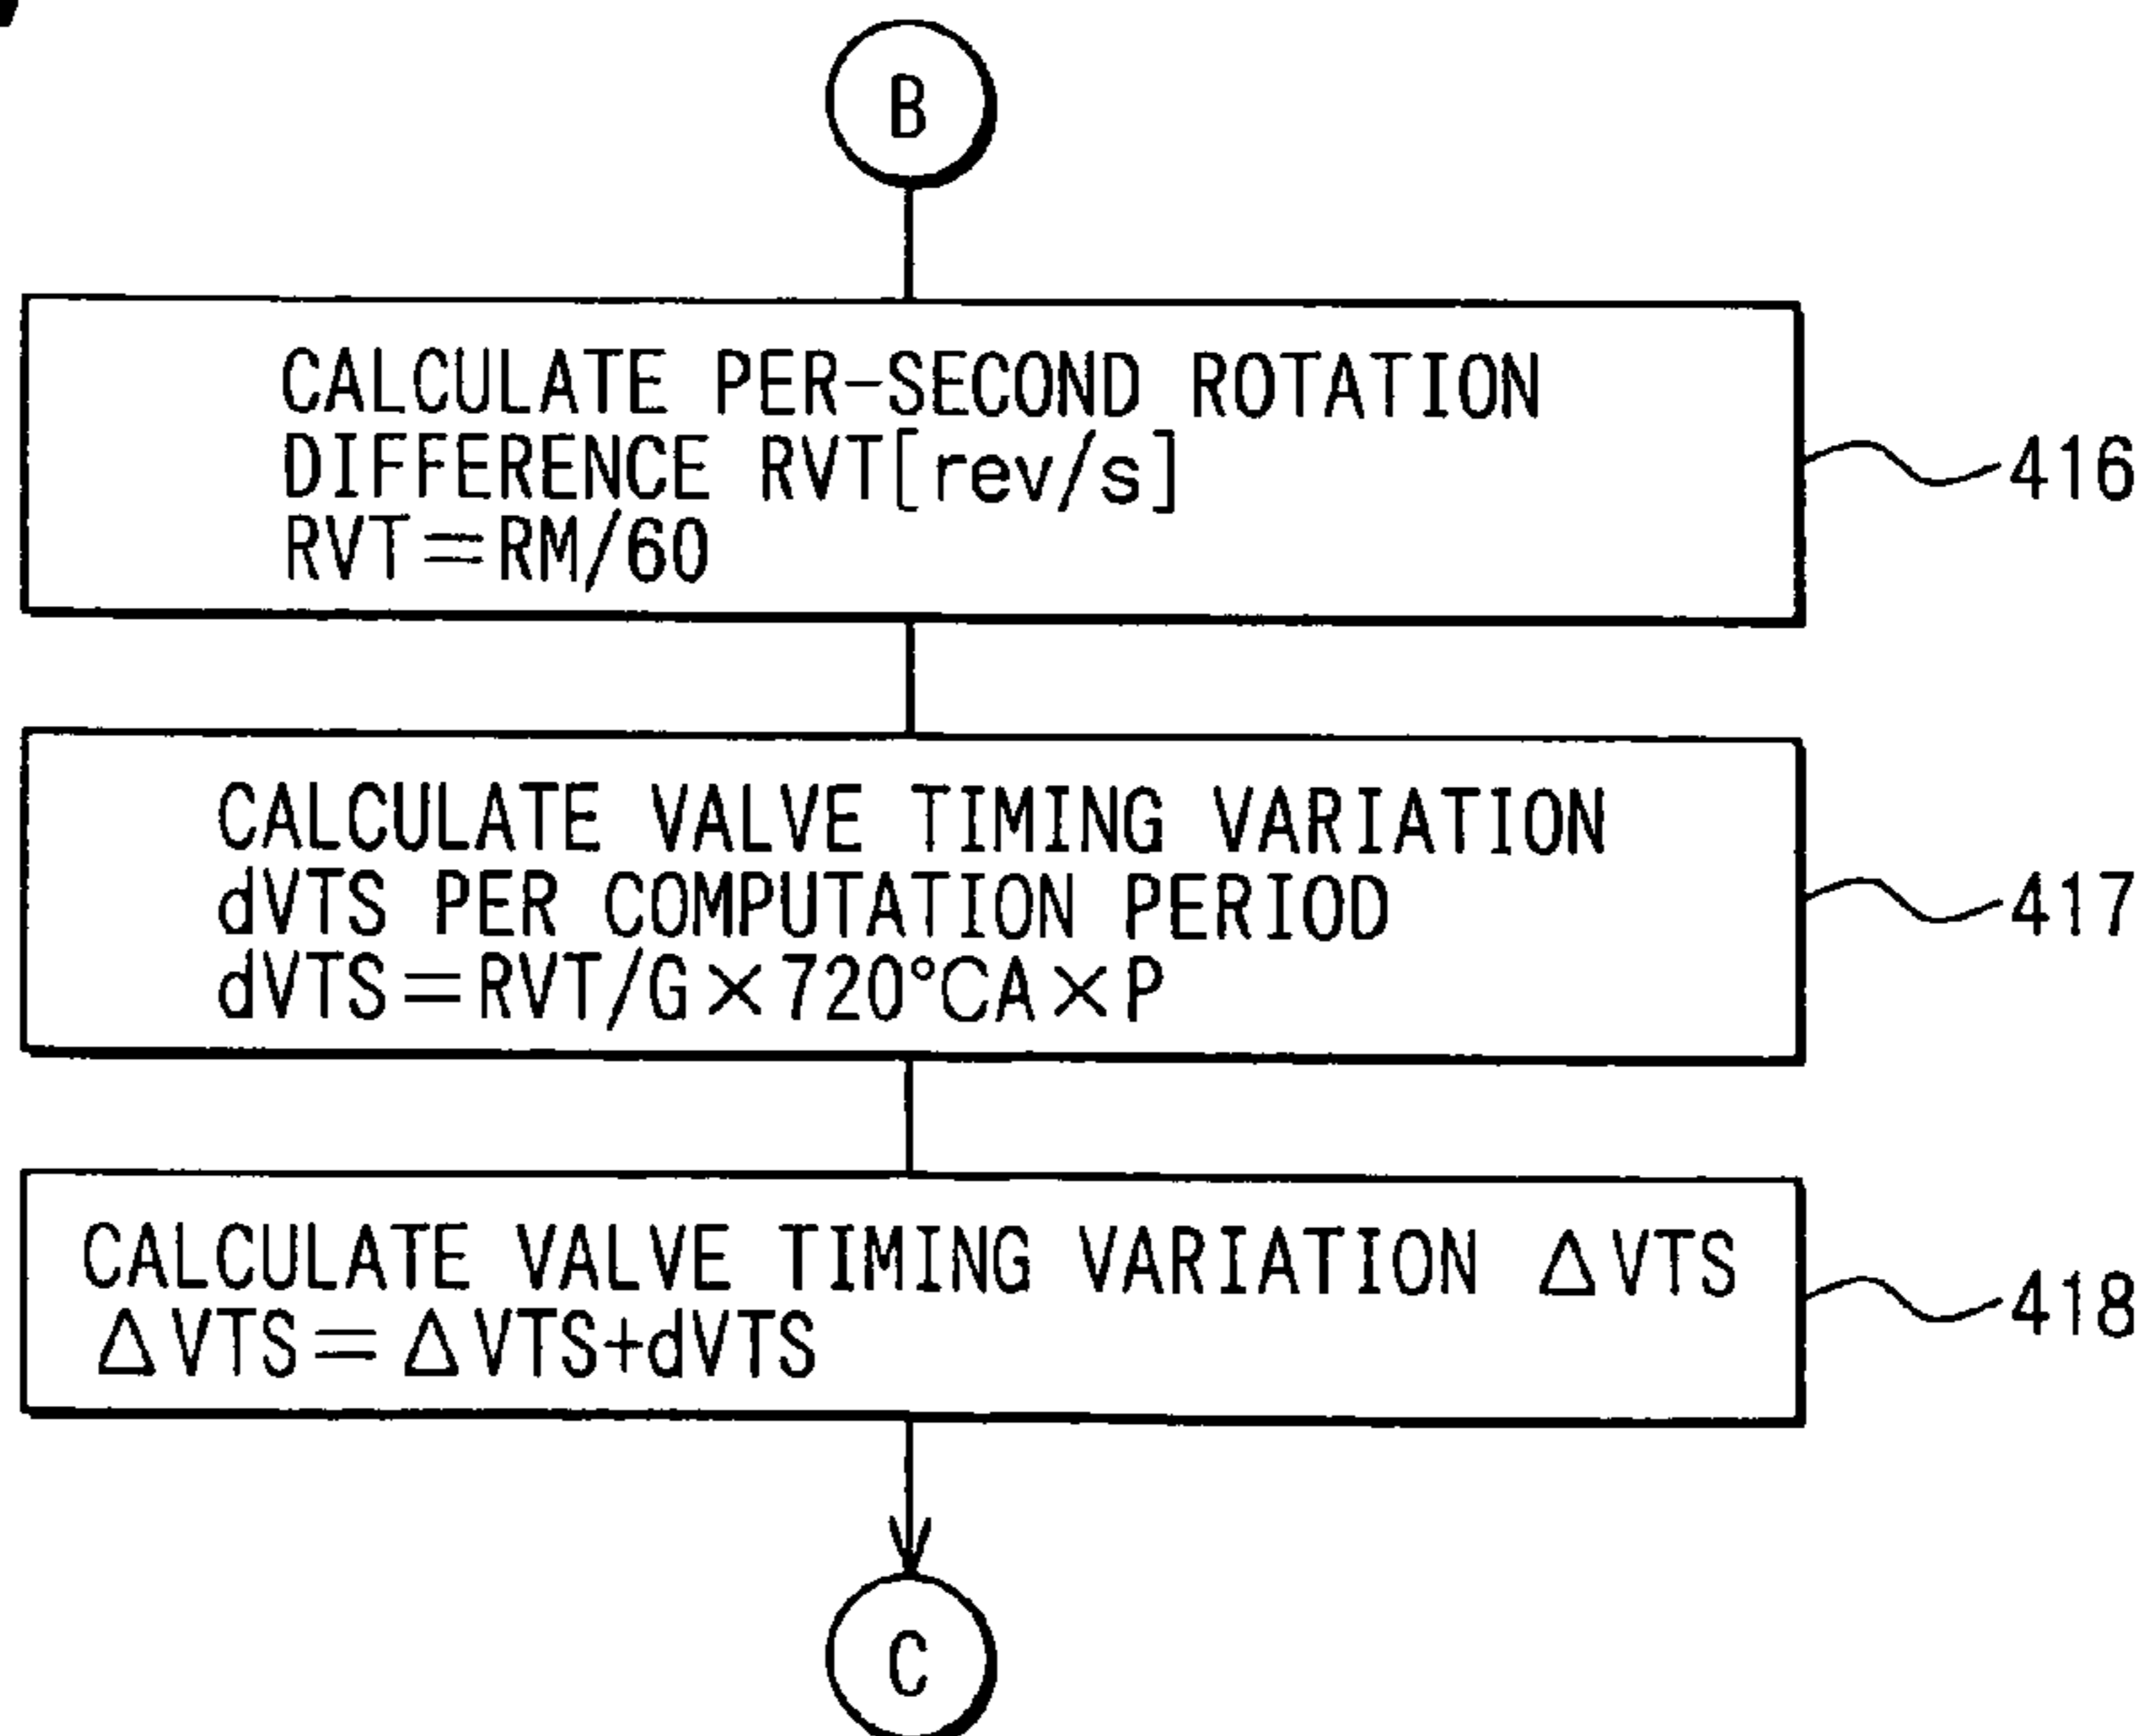 B
CALCULATE PER-SECOND ROTATION
DIFFERENCE RVT[rev/s]
RVT=RM/60
416
CALCULATE VALVE TIMING VARIATION
dVTS PER COMPUTATION PERIOD
dVTS=RVT/G×720°CA×P
417
CALCULATE VALVE TIMING VARIATION ΔVTS
ΔVTS=ΔVTS+dVTS
418
C